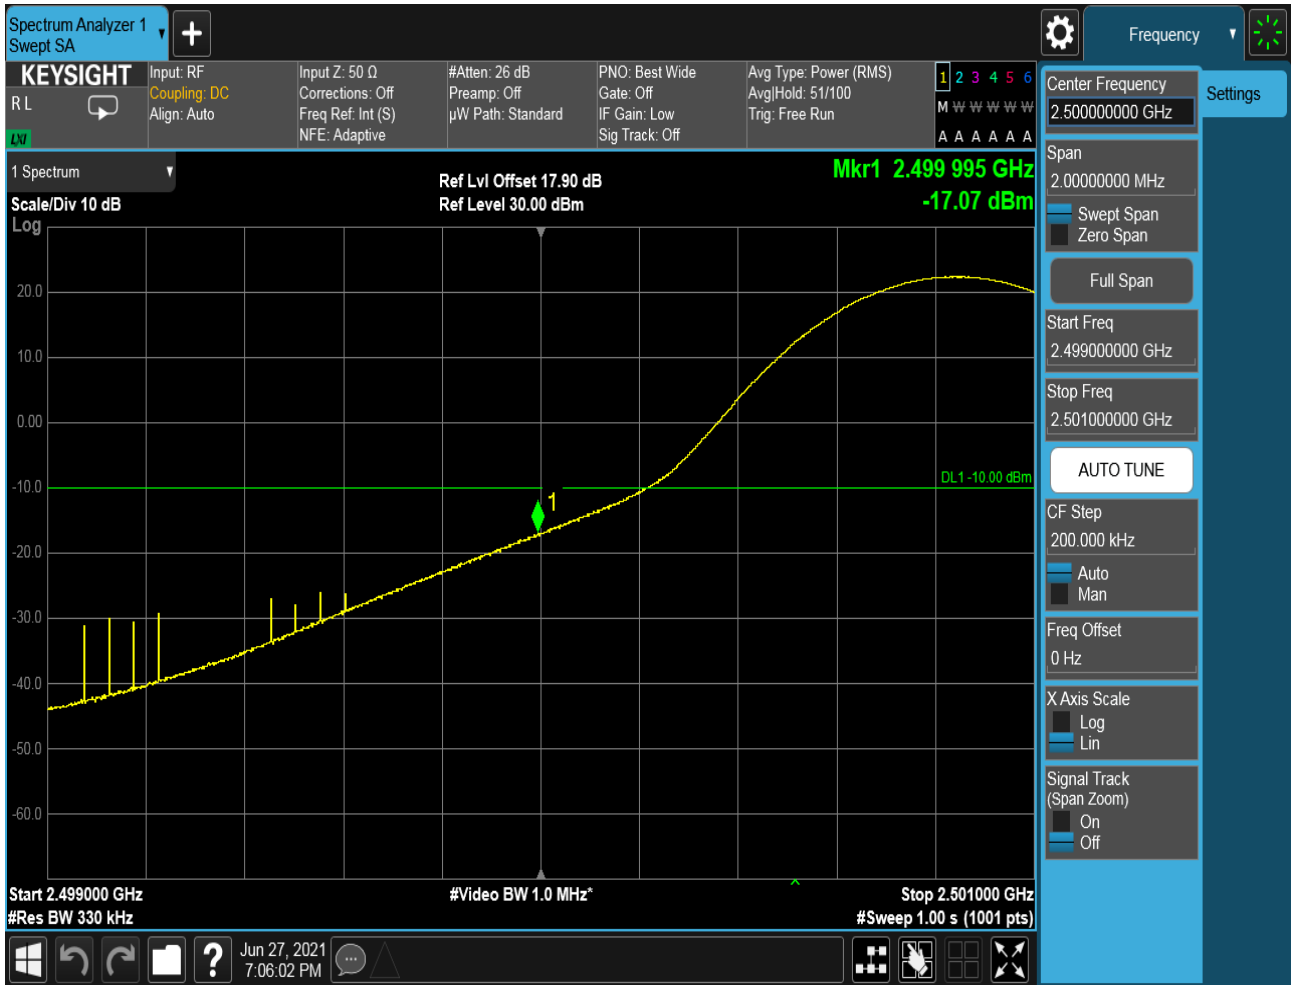 Spectrum Analyzer 1
Swept SA
Frequency
KEYSIGHT
R L
LXI
Input: RF
Coupling: DC
Align: Auto
Input Z: 50 Ω
Corrections: Off
Freq Ref: Int (S)
NFE: Adaptive
#Atten: 26 dB
Preamp: Off
µW Path: Standard
PNO: Best Wide
Gate: Off
IF Gain: Low
Sig Track: Off
Avg Type: Power (RMS)
Avg|Hold: 51/100
Trig: Free Run
1 2 3 4 5 6
M W W W W W
A A A A A A
1 Spectrum
Scale/Div 10 dB
Log
Ref Lvl Offset 17.90 dB
Ref Level 30.00 dBm
Mkr1 2.499 995 GHz
-17.07 dBm
20.0
10.0
0.00
-10.0
-20.0
-30.0
-40.0
-50.0
-60.0
DL1 -10.00 dBm
1
Start 2.499000 GHz
#Res BW 330 kHz
#Video BW 1.0 MHz*
Stop 2.501000 GHz
#Sweep 1.00 s (1001 pts)
Jun 27, 2021
7:06:02 PM
Center Frequency
2.500000000 GHz
Settings
Span
2.00000000 MHz
Swept Span
Zero Span
Full Span
Start Freq
2.499000000 GHz
Stop Freq
2.501000000 GHz
AUTO TUNE
CF Step
200.000 kHz
Auto
Man
Freq Offset
0 Hz
X Axis Scale
Log
Lin
Signal Track
(Span Zoom)
On
Off